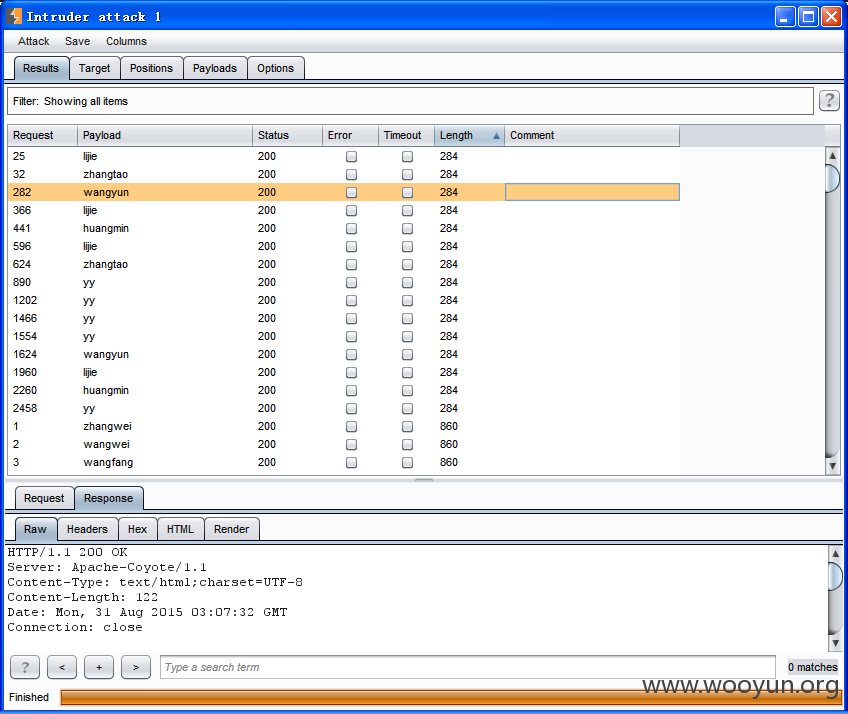 Intruder attack 1
Attack Save Columns
Results Target Positions Payloads Options
Filter: Showing all items ?
Request Payload Status Error Timeout Length Comment
25 lijie 200 284
32 zhangtao 200 284
282 wangyun 200 284
366 lijie 200 284
441 huangmin 200 284
596 lijie 200 284
624 zhangtao 200 284
890 yy 200 284
1202 yy 200 284
1466 yy 200 284
1554 yy 200 284
1624 wangyun 200 284
1960 lijie 200 284
2260 huangmin 200 284
2458 yy 200 284
1 zhangwei 200 860
2 wangwei 200 860
3 wangfang 200 860
Request Response
Raw Headers Hex HTML Render
HTTP/1.1 200 OK
Server: Apache-Coyote/1.1
Content-Type: text/html;charset=UTF-8
Content-Length: 122
Date: Mon, 31 Aug 2015 03:07:32 GMT
Connection: close
? < + > Type a search term 0 matches
www.wooyun.org
Finished